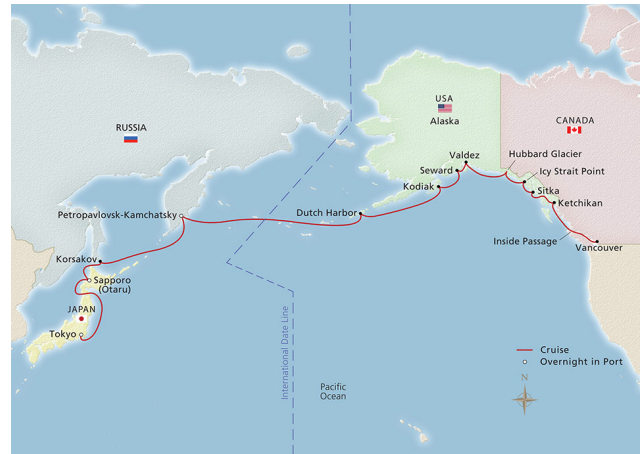 USA
Alaska
RUSSIA
CANADA
Valdez
Hubbard Glacier
Seward
Icy Strait Point
Kodiak
Sitka
Ketchikan
Petropavlovsk-Kamchatsky
Dutch Harbor
Inside Passage
Vancouver
Korsakov
Sapporo
(Otaru)
JAPAN
Tokyo
International Date Line
Cruise
Overnight in Port
N
Pacific
Ocean